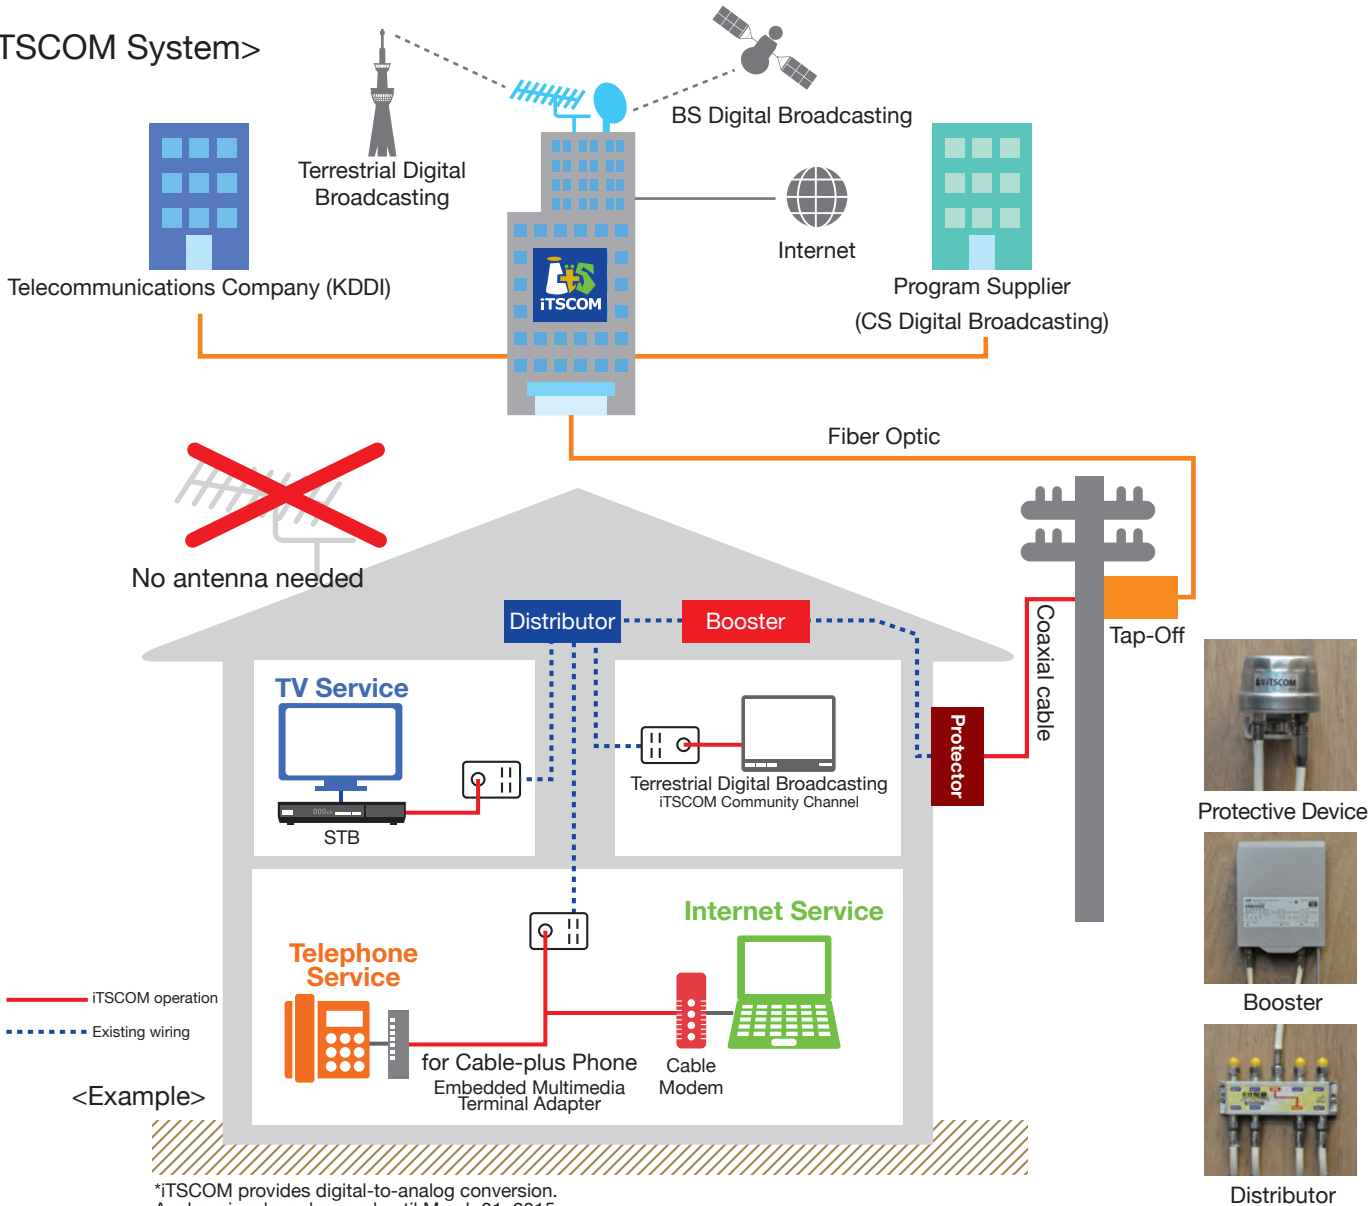 TSCOM System>
BS Digital Broadcasting
Terrestrial Digital
Broadcasting
Internet
Telecommunications Company (KDDI)
iTSCOM
Program Supplier
(CS Digital Broadcasting)
Fiber Optic
No antenna needed
Distributor
Booster
Tap-Off
Coaxial cable
TV Service
Protector
iTSCOM
Terrestrial Digital Broadcasting
iTSCOM Community Channel
STB
Protective Device
Internet Service
Telephone
Service
iTSCOM operation
Existing wiring
Booster
for Cable-plus Phone
Embedded Multimedia
Terminal Adapter
Cable
Modem
<Example>
*iTSCOM provides digital-to-analog conversion.
Distributor